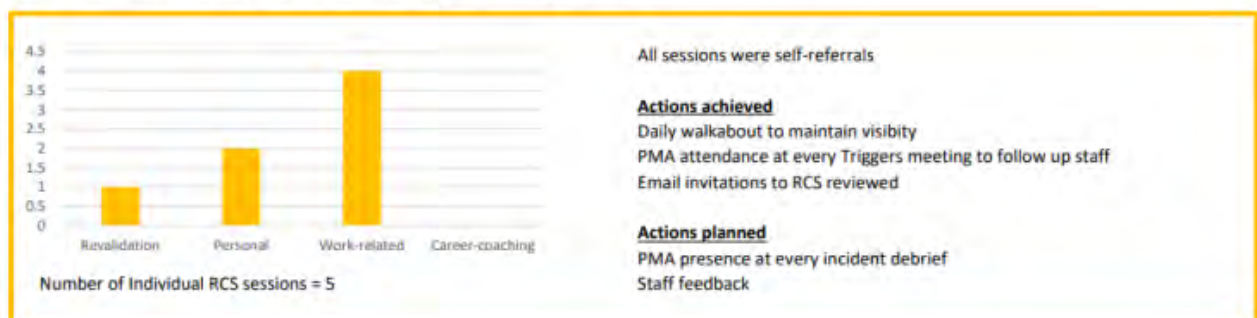 4.5
4
3.5
3
2.5
2
1.5
1
0.5
0
Revalidation Personal Work-related Career-coaching
Number of Individual RCS sessions = 5
All sessions were self-referrals
Actions achieved
Daily walkabout to maintain visibity
PMA attendance at every Triggers meeting to follow up staff
Email invitations to RCS reviewed
Actions planned
PMA presence at every incident debrief
Staff feedback